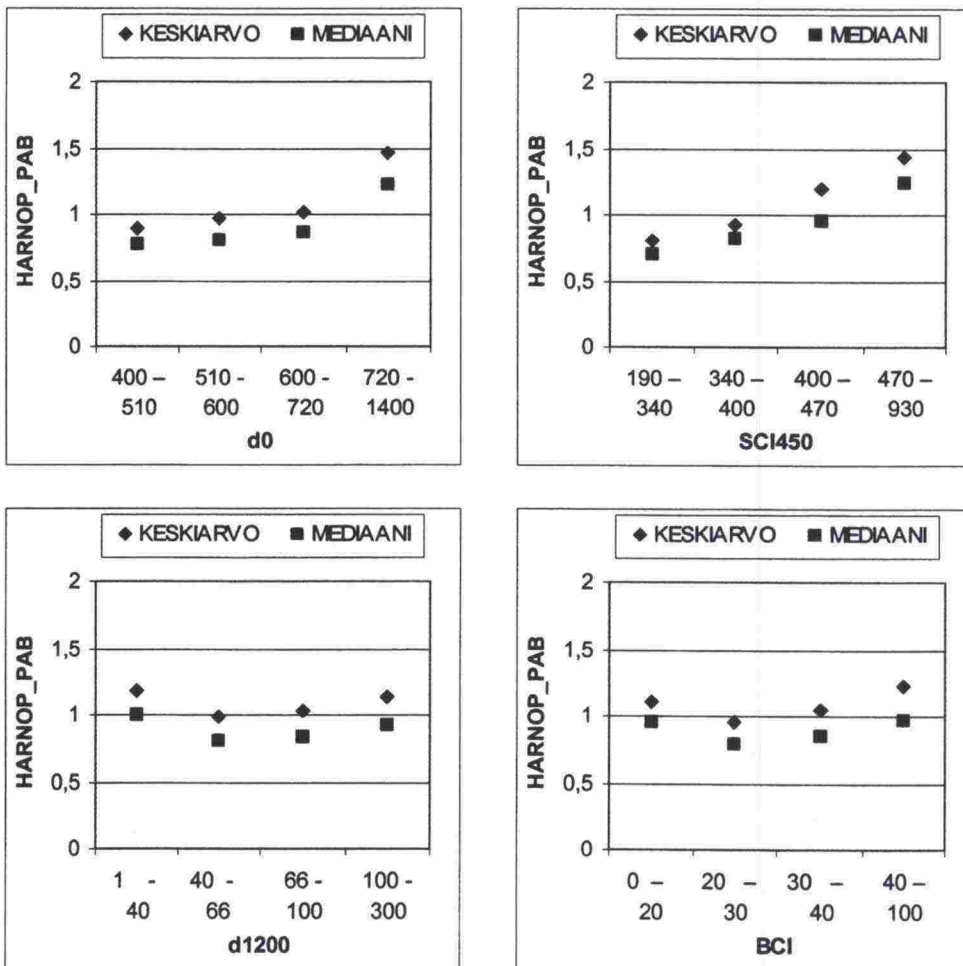 ◆ KESKIARVO ■ MEDIAANI
HARNOP_PAB
2
1,5
1
0,5
0
400 – 510 - 600 - 720 -
510 600 720 1400
d0
◆ KESKIARVO ■ MEDIAANI
HARNOP_PAB
2
1,5
1
0,5
0
190 – 340 – 400 – 470 –
340 400 470 930
SCI450
◆ KESKIARVO ■ MEDIAANI
HARNOP_PAB
2
1,5
1
0,5
0
1 - 40 - 66 - 100 -
40 66 100 300
d1200
◆ KESKIARVO ■ MEDIAANI
HARNOP_PAB
2
1,5
1
0,5
0
0 – 20 – 30 – 40 –
20 30 40 100
BCI